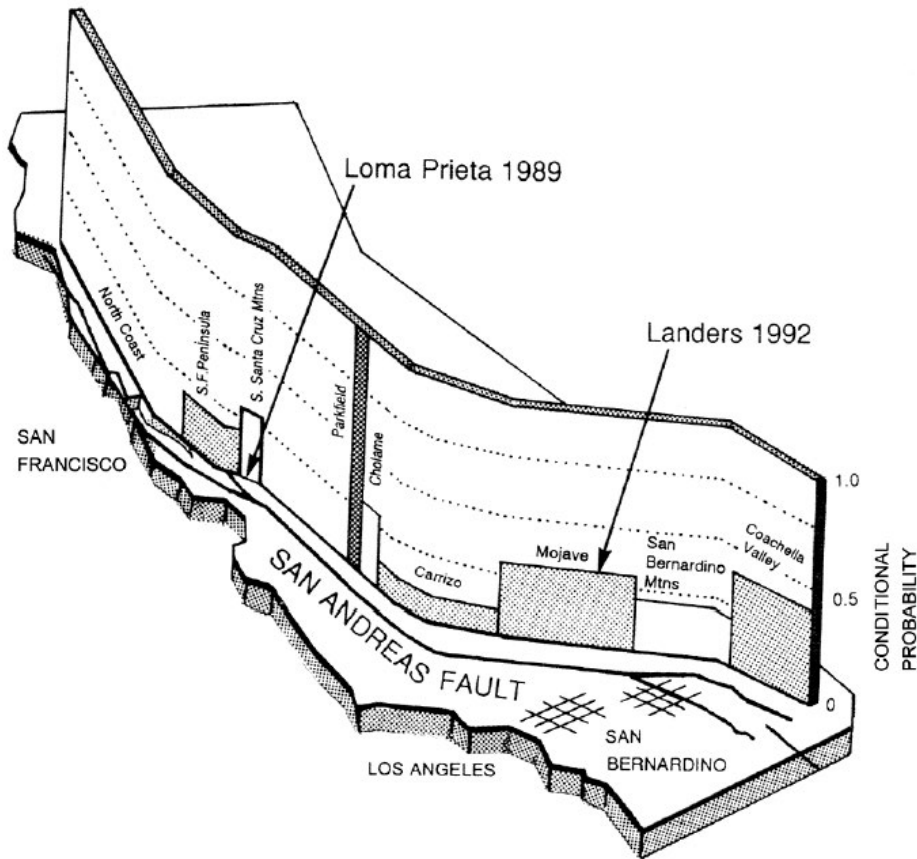 Loma Prieta 1989
Landers 1992
North Coast
S.F. Peninsula
S. Santa Cruz Mtns
Parkfield
Cholame
Carrizo
Mojave
San
Bernardino
Mtns
Coachella
Valley
1.0
0.5
0
CONDITIONAL
PROBABILITY
SAN
FRANCISCO
SAN ANDREAS FAULT
LOS ANGELES
SAN
BERNARDINO